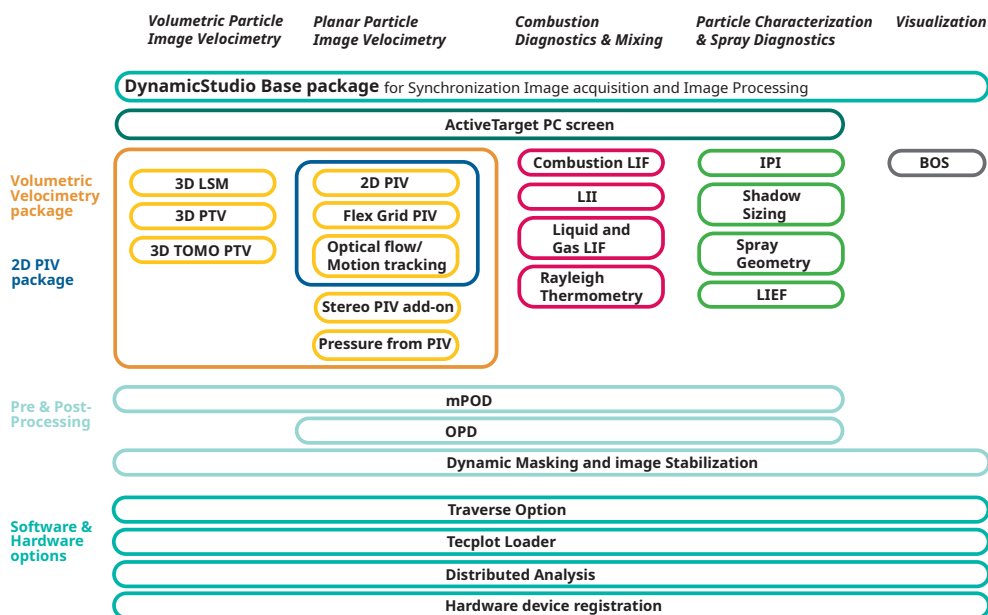 Volumetric Particle
Image Velocimetry
Planar Particle
Image Velocimetry
Combustion
Diagnostics & Mixing
Particle Characterization
& Spray Diagnostics
Visualization
DynamicStudio Base package for Synchronization Image acquisition and Image Processing
ActiveTarget PC screen
Volumetric
Velocimetry
package
2D PIV
package
3D LSM
3D PTV
3D TOMO PTV
2D PIV
Flex Grid PIV
Optical flow/
Motion tracking
Stereo PIV add-on
Pressure from PIV
Combustion LIF
LII
Liquid and
Gas LIF
Rayleigh
Thermometry
IPI
Shadow
Sizing
Spray
Geometry
LIEF
BOS
Pre & Post-
Processing
mPOD
OPD
Dynamic Masking and image Stabilization
Software &
Hardware
options
Traverse Option
Tecplot Loader
Distributed Analysis
Hardware device registration